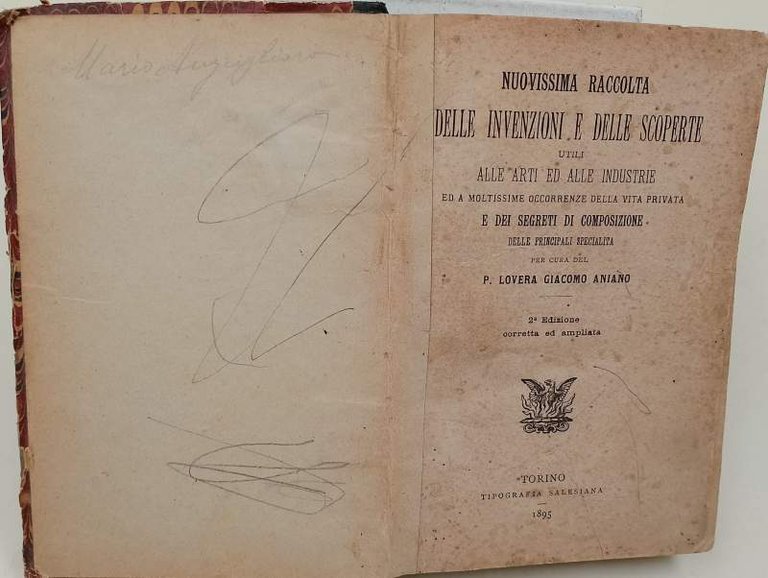 Mario
NUOVISSIMA RACCOLTA
DELLE INVENZIONI E DELLE SCOPERTE
UTILI
ALLE ARTI ED ALLE INDUSTRIE
ED A MOLTISSIME OCCORRENZE DELLA VITA PRIVATA
E DEI SEGRETI DI COMPOSIZIONE
DELLE PRINCIPALI SPECIALITA
PER CURA DEL
P. LOVERA GIACOMO ANIANO
2ª Edizione
corretta ed ampliata
TORINO
TIPOGRAFIA SALESIANA
1895